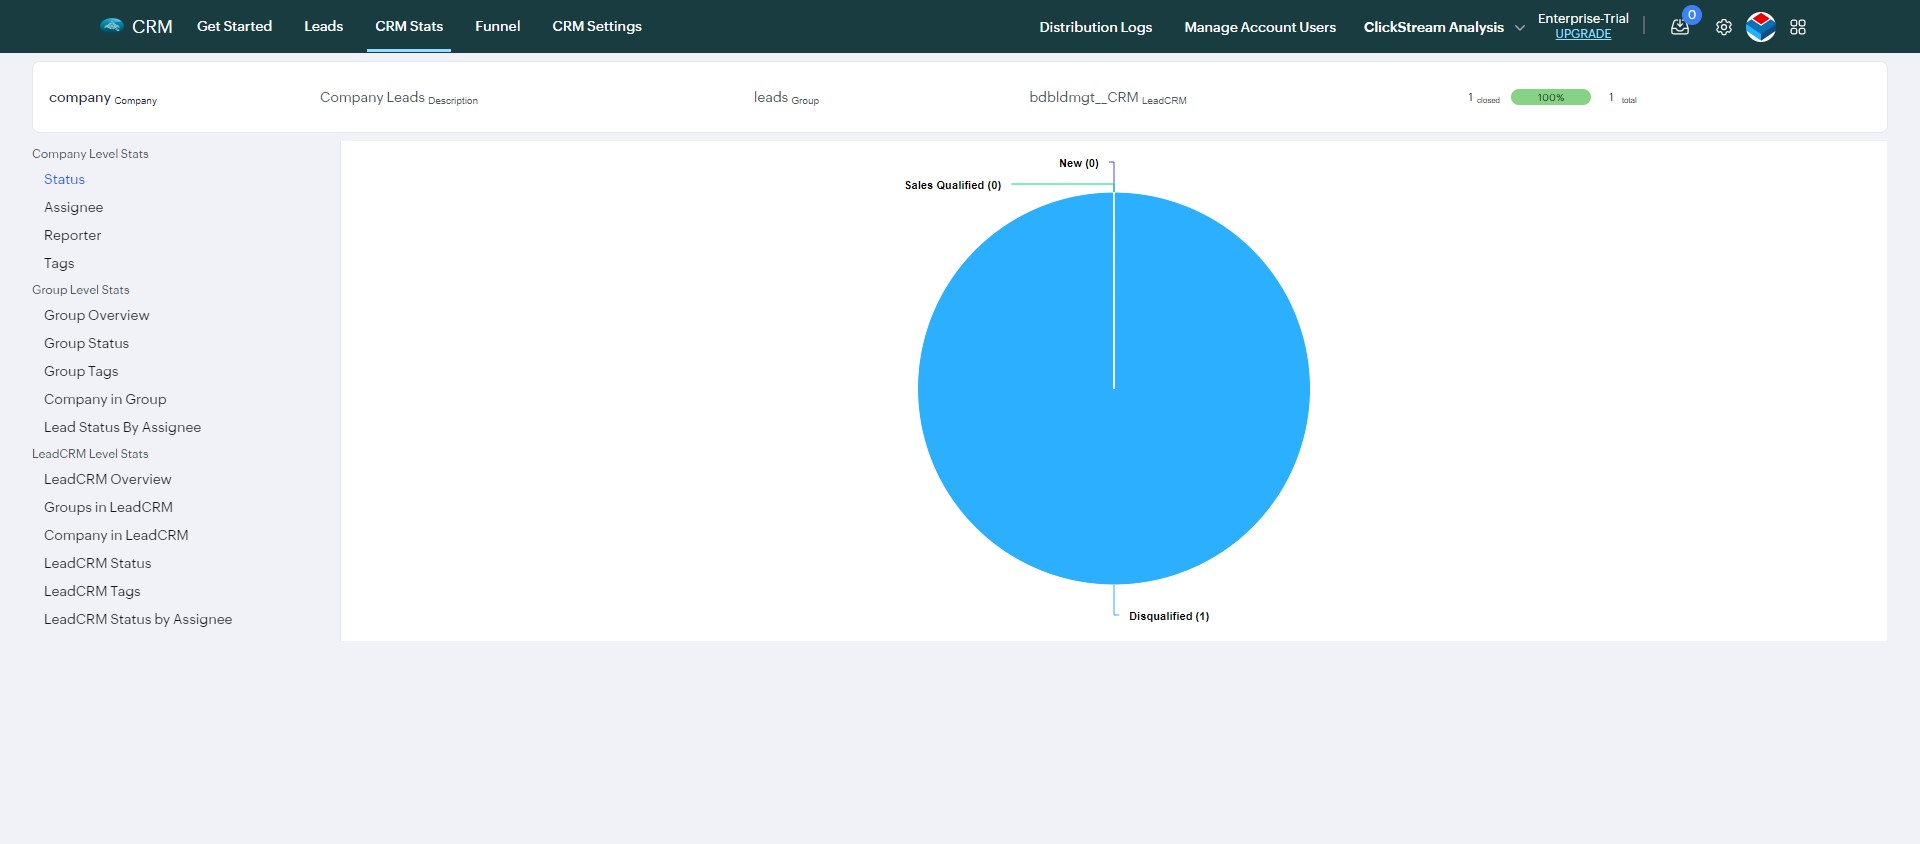 CRM Get Started Leads CRM Stats Funnel CRM Settings Distribution Logs Manage Account Users ClickStream Analysis Enterprise-Trial 0
UPGRADE
company Company Company Leads Description leads Group bdbldmgt__CRM LeadCRM 1 closed 100% 1 total
Company Level Stats
Status
Assignee
Reporter
Tags
Group Level Stats
Group Overview
Group Status
Group Tags
Company in Group
Lead Status By Assignee
LeadCRM Level Stats
LeadCRM Overview
Groups in LeadCRM
Company in LeadCRM
LeadCRM Status
LeadCRM Tags
LeadCRM Status by Assignee
New (0)
Sales Qualified (0)
Disqualified (1)